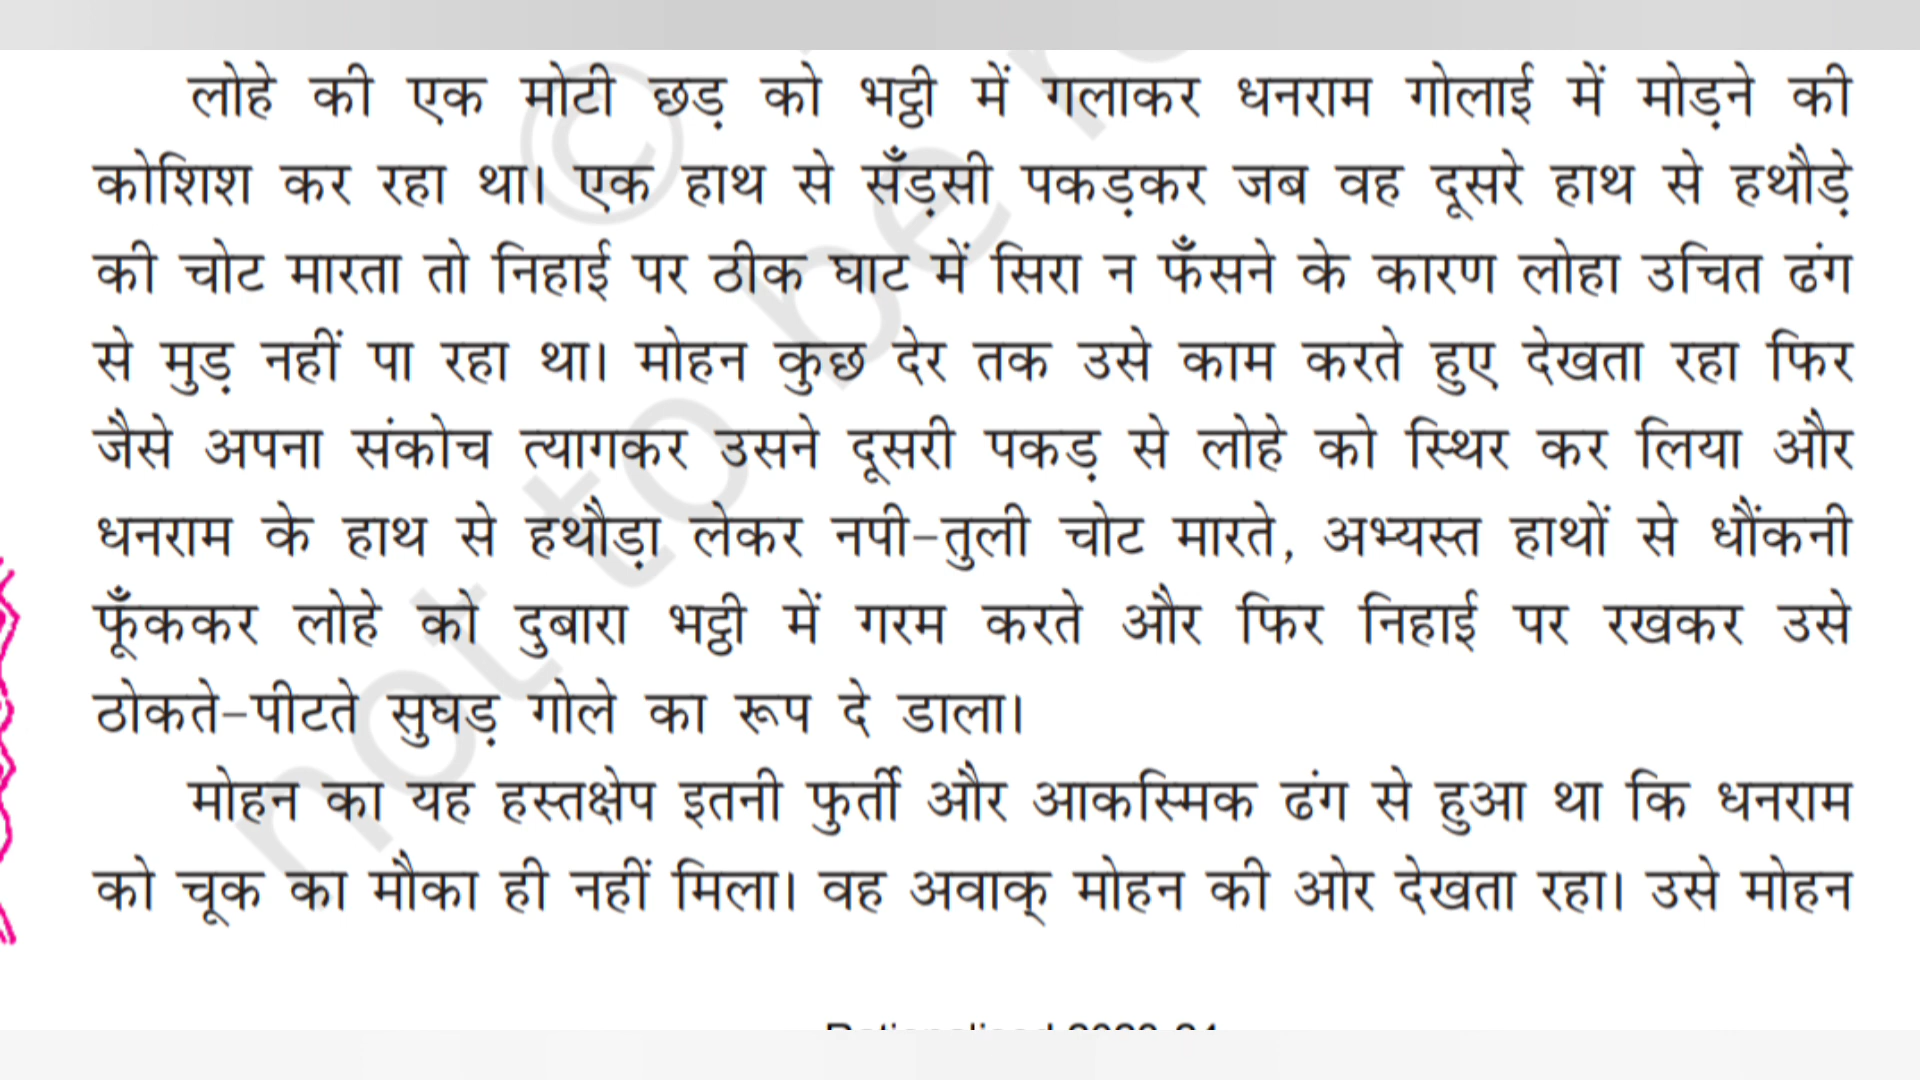 लोहे की एक मोटी छड़ को भट्ठी में गलाकर धनराम गोलाई में मोड़ने की
कोशिश कर रहा था। एक हाथ से सँड़सी पकड़कर जब वह दूसरे हाथ से हथौड़े
की चोट मारता तो निहाई पर ठीक घाट में सिरा न फँसने के कारण लोहा उचित ढंग
से मुड़ नहीं पा रहा था। मोहन कुछ देर तक उसे काम करते हुए देखता रहा फिर
जैसे अपना संकोच त्यागकर उसने दूसरी पकड़ से लोहे को स्थिर कर लिया और
धनराम के हाथ से हथौड़ा लेकर नपी-तुली चोट मारते, अभ्यस्त हाथों से धौंकनी
फूँककर लोहे को दुबारा भट्ठी में गरम करते और फिर निहाई पर रखकर उसे
ठोकते-पीटते सुघड़ गोले का रूप दे डाला।
मोहन का यह हस्तक्षेप इतनी फुर्ती और आकस्मिक ढंग से हुआ था कि धनराम
को चूक का मौका ही नहीं मिला। वह अवाक् मोहन की ओर देखता रहा। उसे मोहन
© not to be